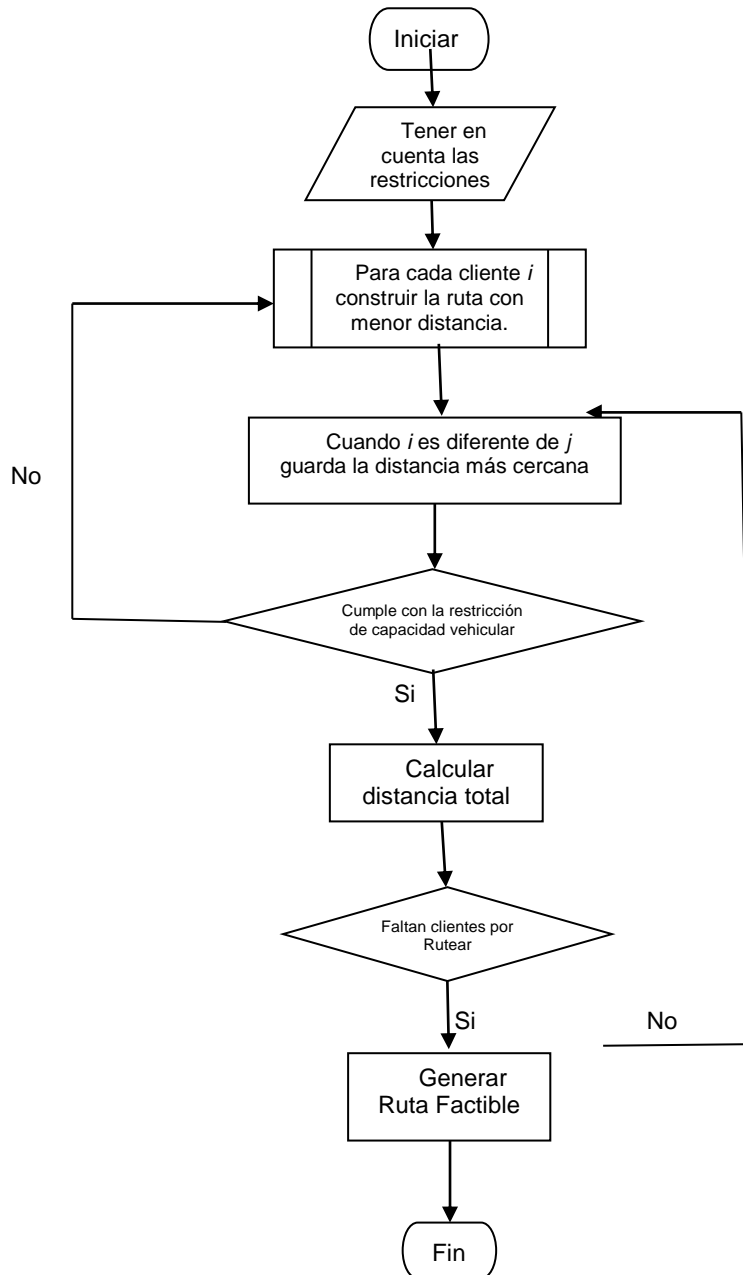 Iniciar
Tener en
cuenta las
restricciones
Para cada cliente i
construir la ruta con
menor distancia.
Cuando i es diferente de j
guarda la distancia más cercana
No
Cumple con la restricción
de capacidad vehicular
Si
Calcular
distancia total
Faltan clientes por
Rutear
Si
No
Generar
Ruta Factible
Fin